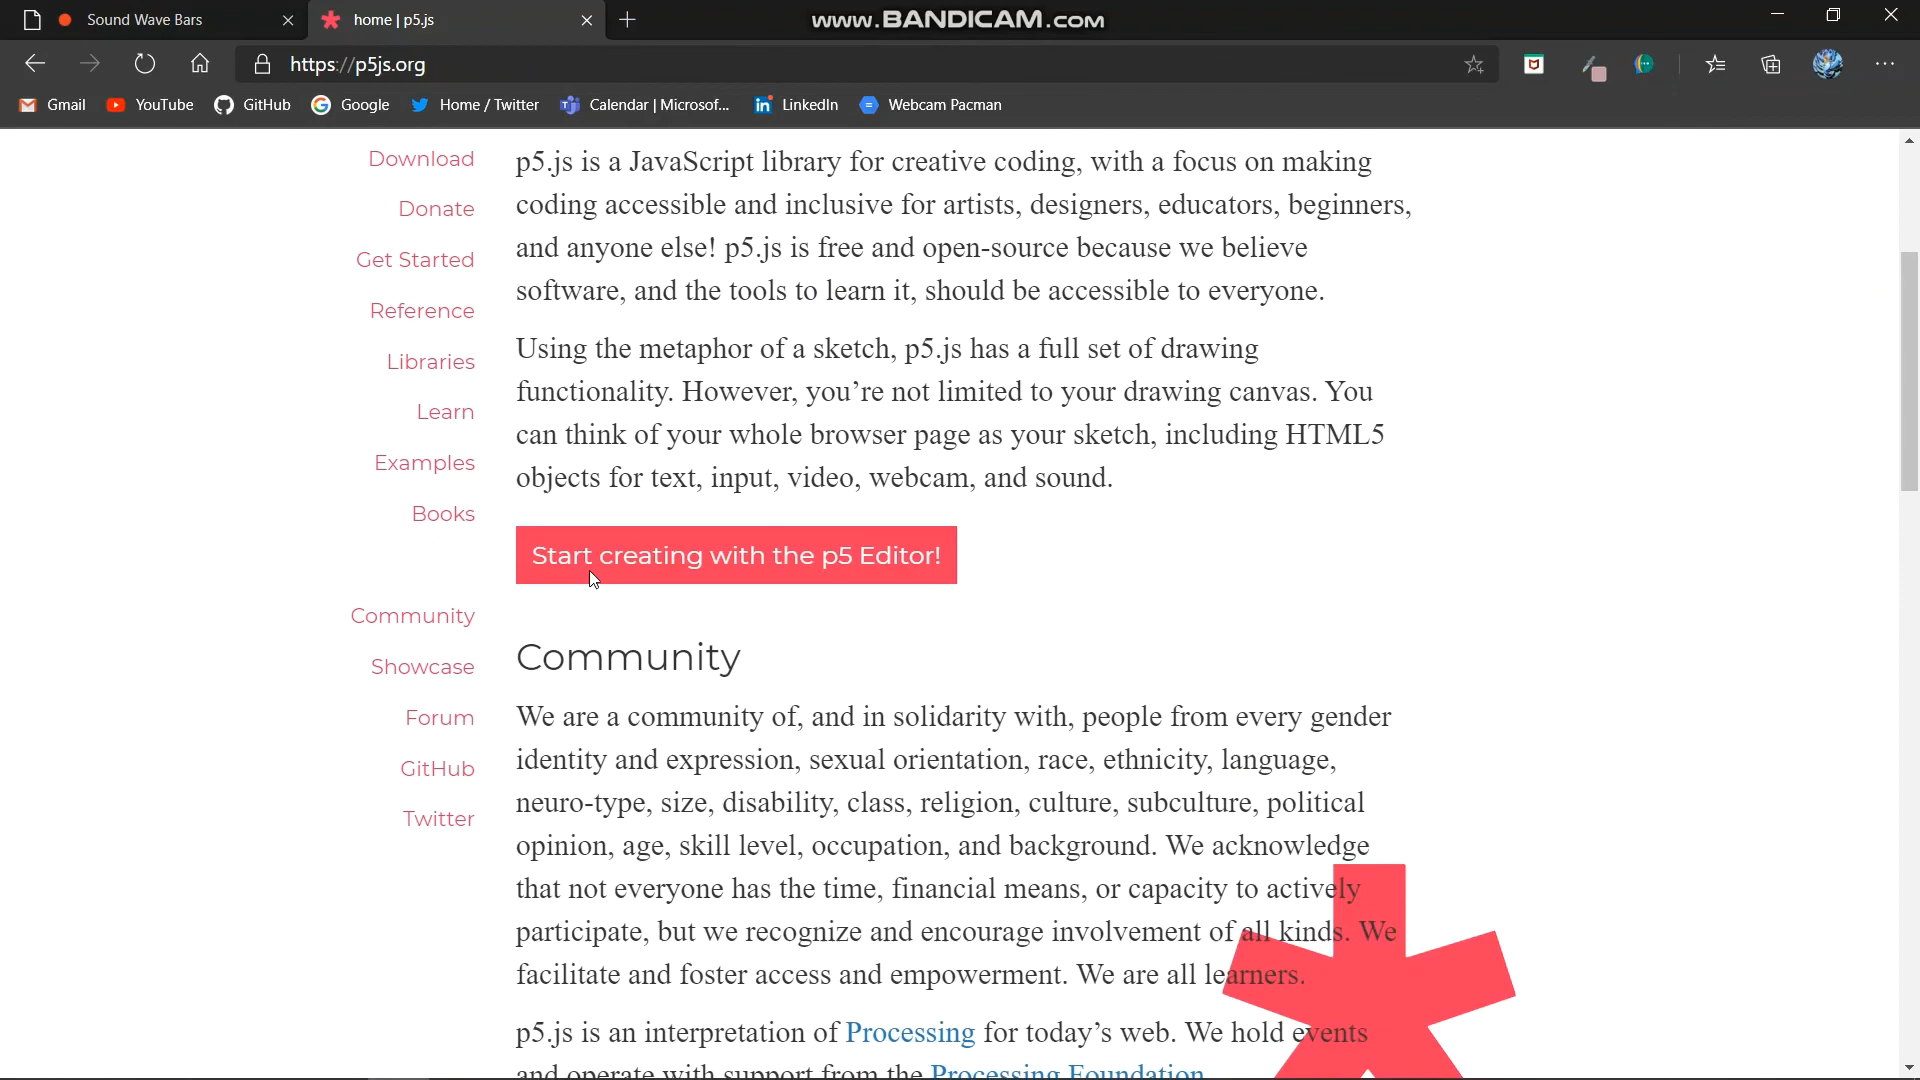 Sound Wave Bars
home | p5.js
www.BANDICAM.com
https://p5js.org
Gmail
YouTube
GitHub
Google
Home / Twitter
Calendar | Microsof...
LinkedIn
Webcam Pacman
Download
Donate
Get Started
Reference
Libraries
Learn
Examples
Books
Community
Showcase
Forum
GitHub
Twitter
p5.js is a JavaScript library for creative coding, with a focus on making
coding accessible and inclusive for artists, designers, educators, beginners,
and anyone else! p5.js is free and open-source because we believe
software, and the tools to learn it, should be accessible to everyone.
Using the metaphor of a sketch, p5.js has a full set of drawing
functionality. However, you’re not limited to your drawing canvas. You
can think of your whole browser page as your sketch, including HTML5
objects for text, input, video, webcam, and sound.
Start creating with the p5 Editor!
Community
We are a community of, and in solidarity with, people from every gender
identity and expression, sexual orientation, race, ethnicity, language,
neuro-type, size, disability, class, religion, culture, subculture, political
opinion, age, skill level, occupation, and background. We acknowledge
that not everyone has the time, financial means, or capacity to actively
participate, but we recognize and encourage involvement of all kinds. We
facilitate and foster access and empowerment. We are all learners.
p5.js is an interpretation of Processing for today’s web. We hold events
and operate with support from the Processing Foundation